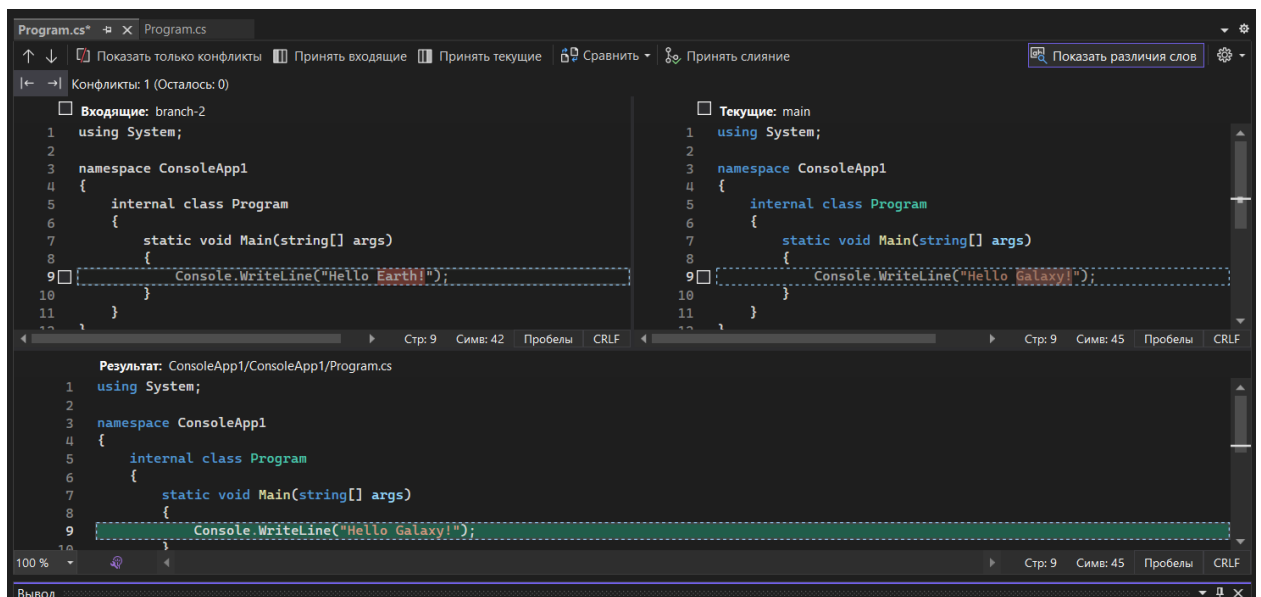 Program.cs* Program.cs
Показать только конфликты Принять входящие Принять текущие Сравнить Принять слияние Показать различия слов
Конфликты: 1 (Осталось: 0)
Входящие: branch-2
1 using System;
2
3 namespace ConsoleApp1
4 {
5 internal class Program
6 {
7 static void Main(string[] args)
8 {
9 Console.WriteLine("Hello Earth!");
10 }
11 }
12 }
Стр: 9 Симв: 42 Пробелы CRLF
Текущие: main
1 using System;
2
3 namespace ConsoleApp1
4 {
5 internal class Program
6 {
7 static void Main(string[] args)
8 {
9 Console.WriteLine("Hello Galaxy!");
10 }
11 }
12 }
Стр: 9 Симв: 45 Пробелы CRLF
Результат: ConsoleApp1/ConsoleApp1/Program.cs
1 using System;
2
3 namespace ConsoleApp1
4 {
5 internal class Program
6 {
7 static void Main(string[] args)
8 {
9 Console.WriteLine("Hello Galaxy!");
10 }
100 % Стр: 9 Симв: 45 Пробелы CRLF
Вывод